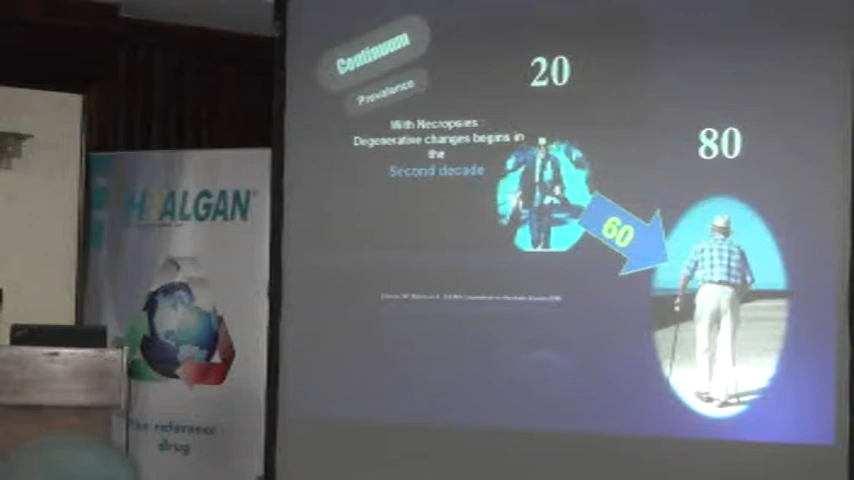 Continuum
Prevalence
20
With Necropsies :
Degenerative changes begins in
the
Second decade
80
60
HYALGAN®
The reference
drug